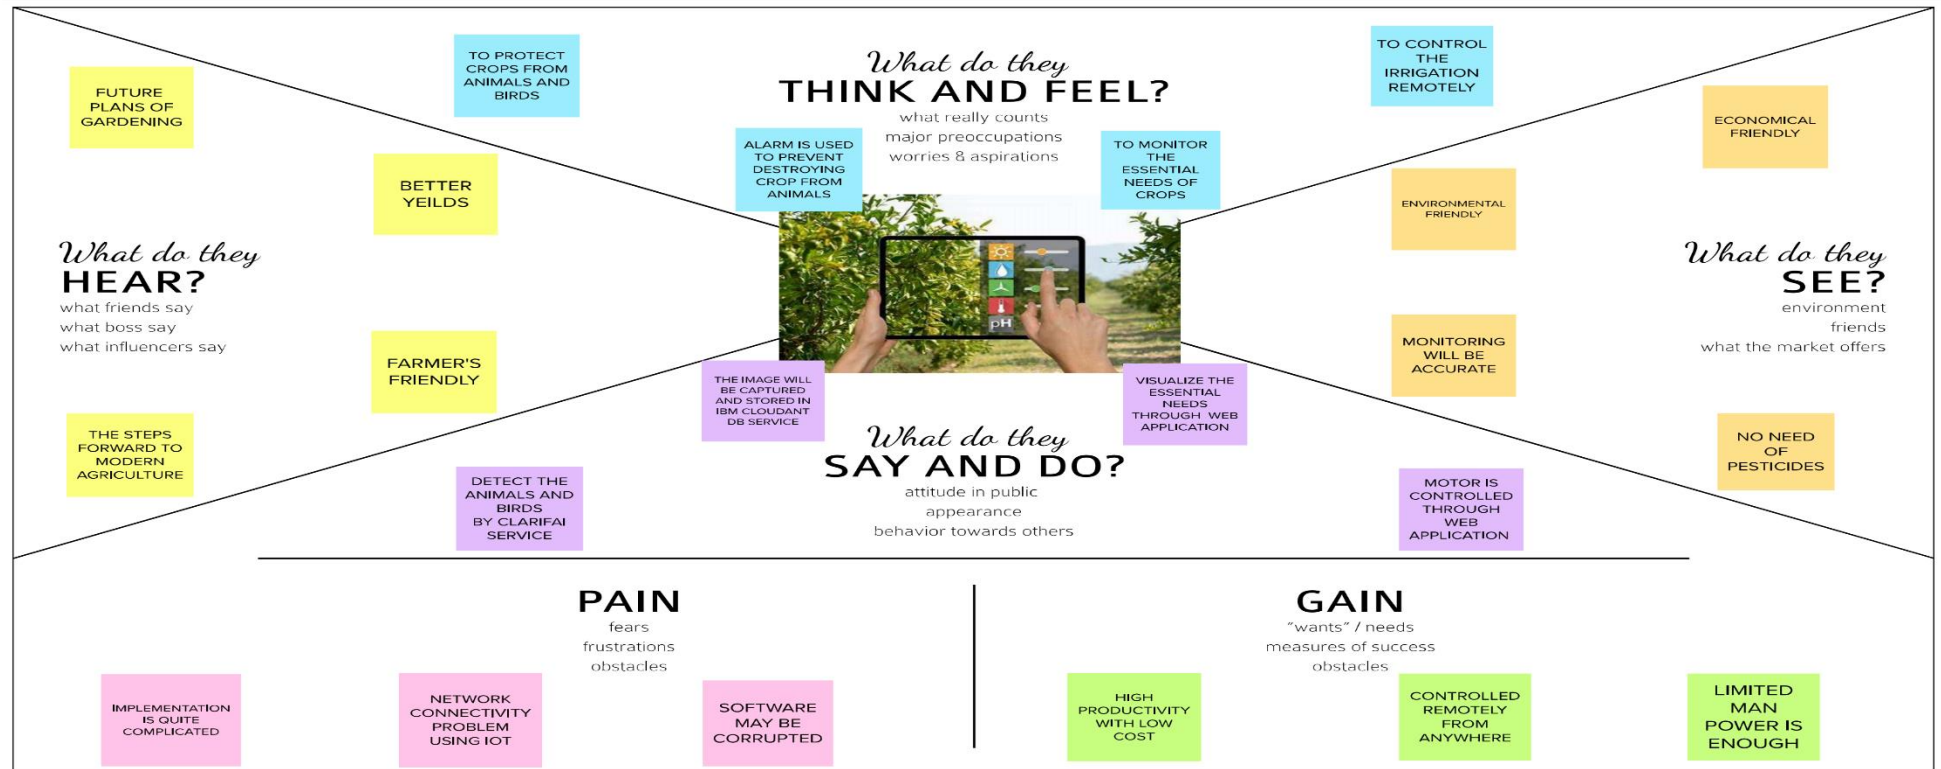 What do they
THINK AND FEEL?
what really counts
major preoccupations
worries & aspirations
TO PROTECT
CROPS FROM
ANIMALS AND
BIRDS
ALARM IS USED
TO PREVENT
DESTROYING
CROP FROM
ANIMALS
TO MONITOR
THE
ESSENTIAL
NEEDS OF
CROPS
TO CONTROL
THE
IRRIGATION
REMOTELY
What do they
HEAR?
what friends say
what boss say
what influencers say
FUTURE
PLANS OF
GARDENING
BETTER
YEILDS
FARMER'S
FRIENDLY
THE STEPS
FORWARD TO
MODERN
AGRICULTURE
pH
What do they
SEE?
environment
friends
what the market offers
ECONOMICAL
FRIENDLY
ENVIRONMENTAL
FRIENDLY
MONITORING
WILL BE
ACCURATE
NO NEED
OF
PESTICIDES
What do they
SAY AND DO?
attitude in public
appearance
behavior towards others
THE IMAGE WILL
BE CAPTURED
AND STORED IN
IBM CLOUDANT
DB SERVICE
VISUALIZE THE
ESSENTIAL
NEEDS
THROUGH WEB
APPLICATION
DETECT THE
ANIMALS AND
BIRDS
BY CLARIFAI
SERVICE
MOTOR IS
CONTROLLED
THROUGH
WEB
APPLICATION
PAIN
fears
frustrations
obstacles
IMPLEMENTATION
IS QUITE
COMPLICATED
NETWORK
CONNECTIVITY
PROBLEM
USING IOT
SOFTWARE
MAY BE
CORRUPTED
GAIN
"wants" / needs
measures of success
obstacles
HIGH
PRODUCTIVITY
WITH LOW
COST
CONTROLLED
REMOTELY
FROM
ANYWHERE
LIMITED
MAN
POWER IS
ENOUGH